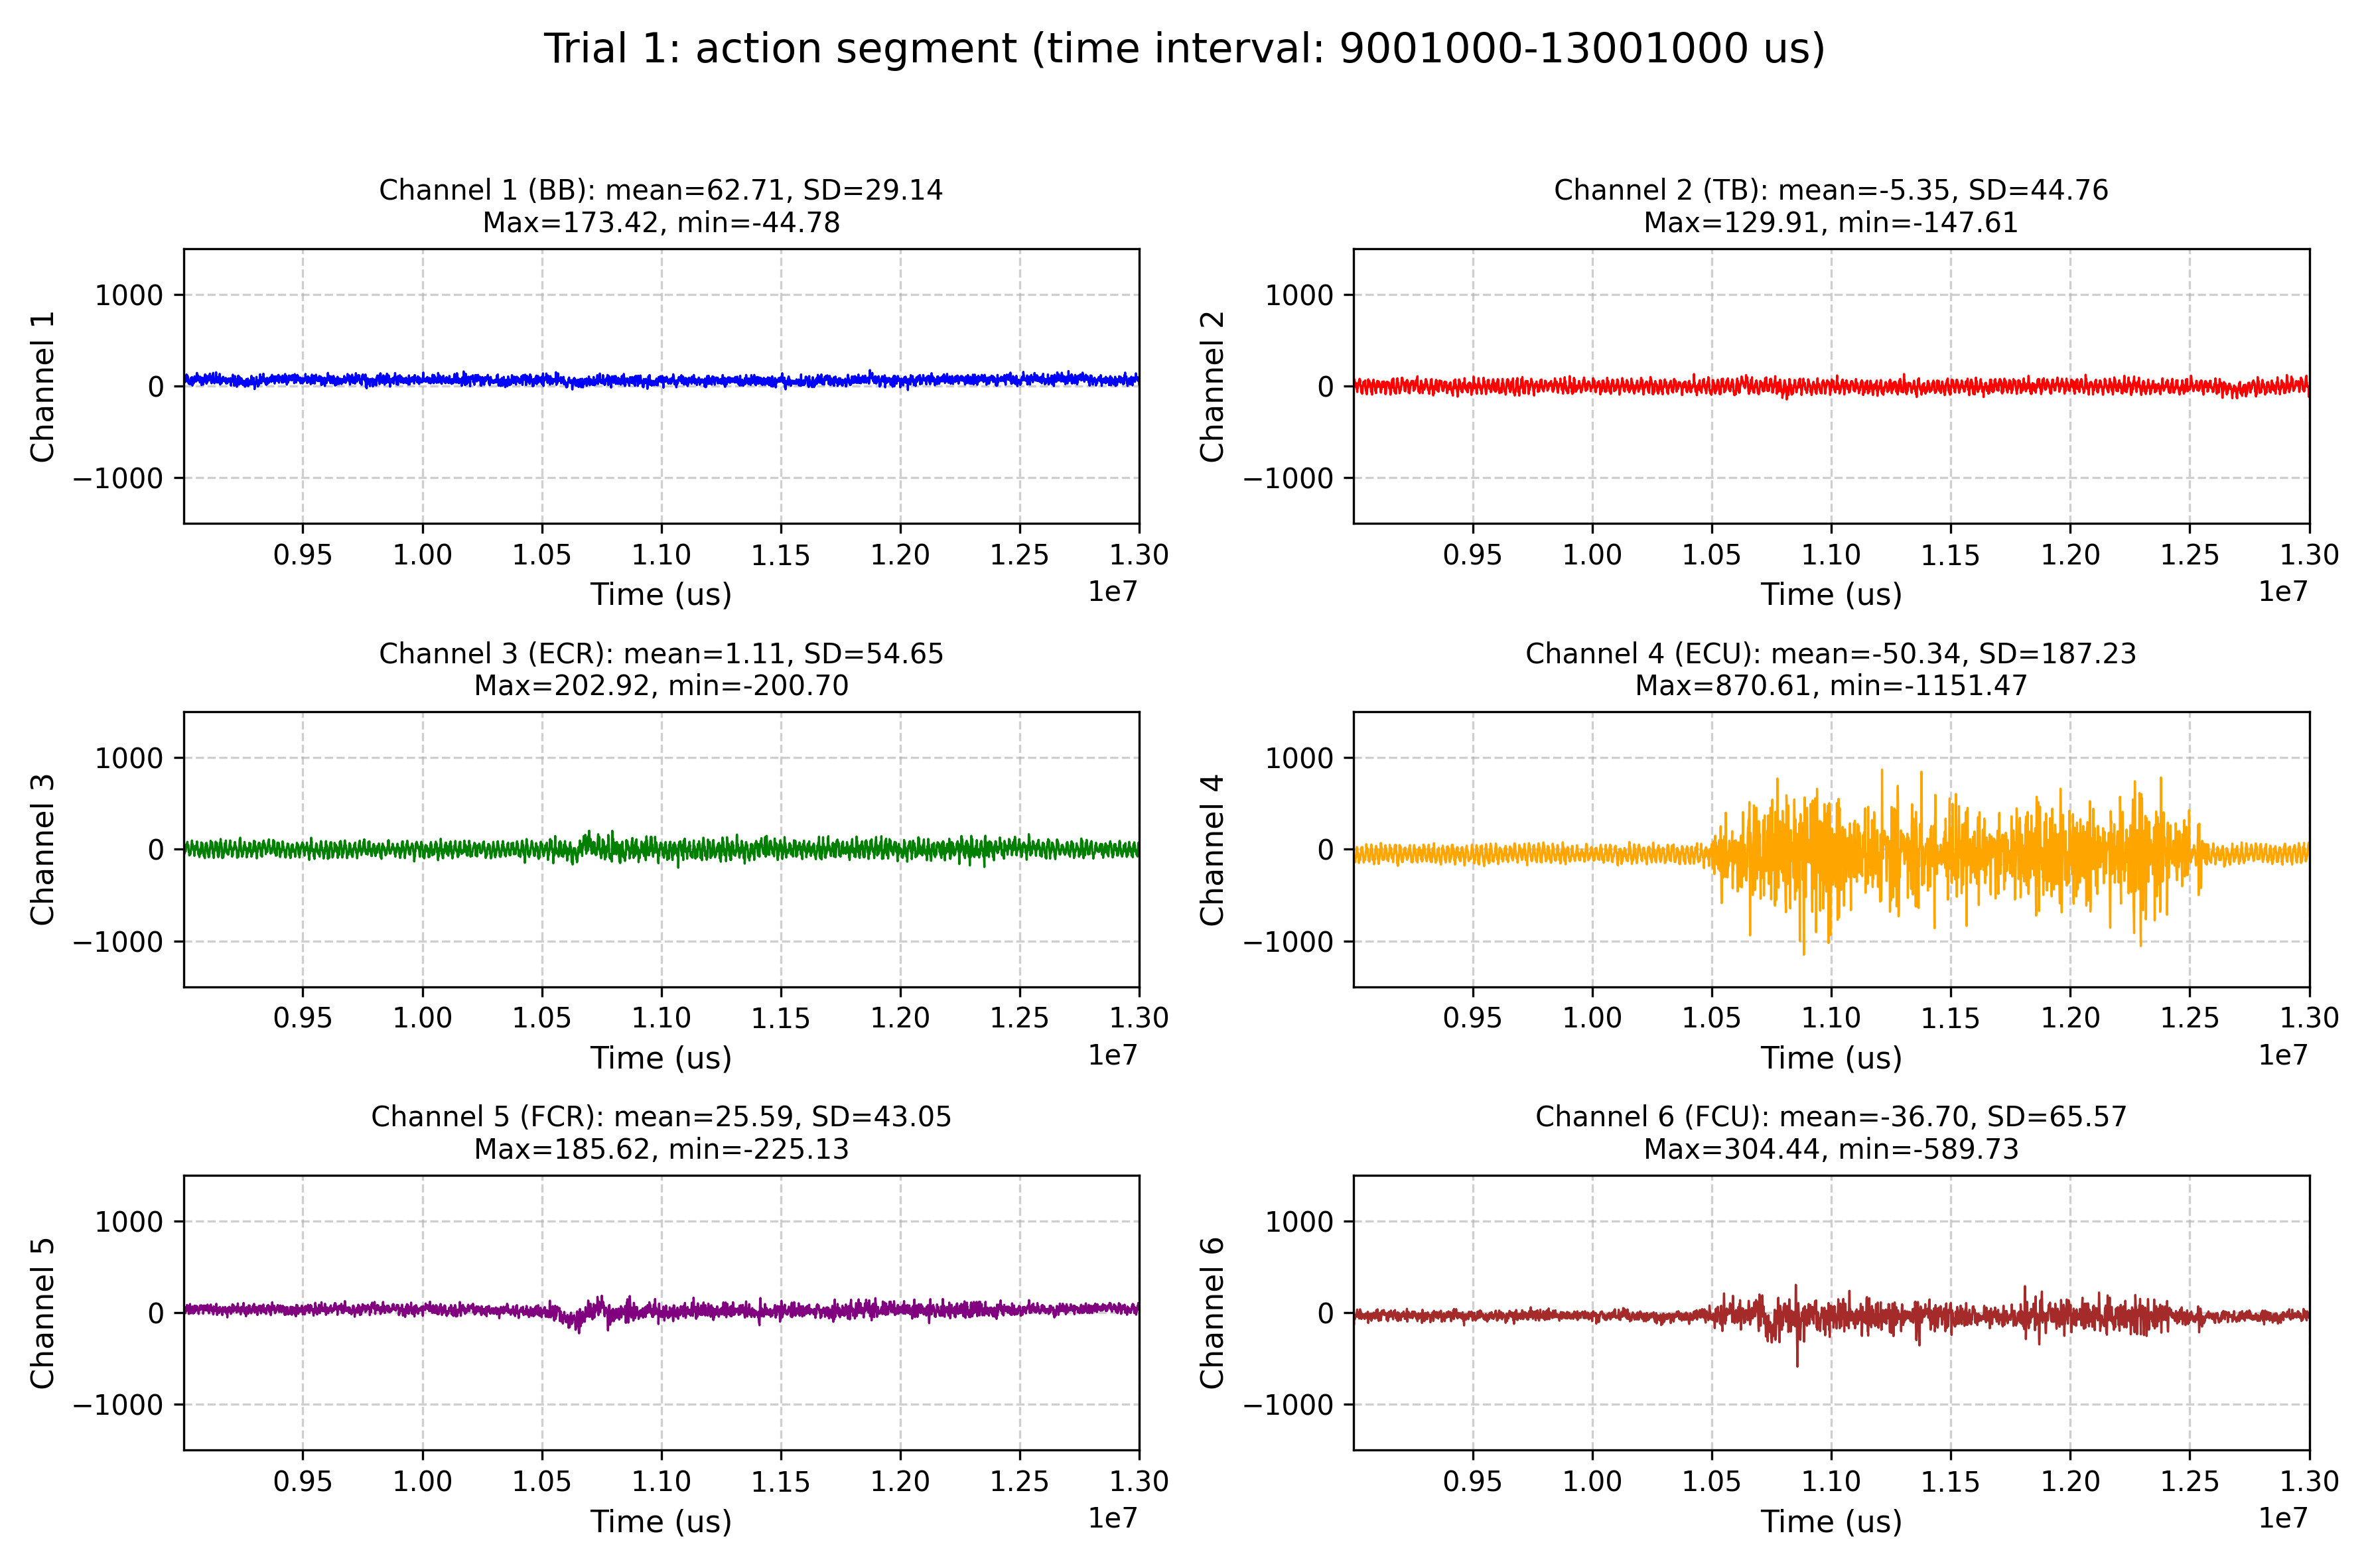 Trial 1: action segment (time interval: 9001000-13001000 us)
Channel 1 (BB): mean=62.71, SD=29.14
Max=173.42, min=-44.78
Channel 1
1000
0
−1000
0.95 1.00 1.05 1.10 1.15 1.20 1.25 1.30
1e7
Time (us)
Channel 2 (TB): mean=-5.35, SD=44.76
Max=129.91, min=-147.61
Channel 2
1000
0
−1000
0.95 1.00 1.05 1.10 1.15 1.20 1.25 1.30
1e7
Time (us)
Channel 3 (ECR): mean=1.11, SD=54.65
Max=202.92, min=-200.70
Channel 3
1000
0
−1000
0.95 1.00 1.05 1.10 1.15 1.20 1.25 1.30
1e7
Time (us)
Channel 4 (ECU): mean=-50.34, SD=187.23
Max=870.61, min=-1151.47
Channel 4
1000
0
−1000
0.95 1.00 1.05 1.10 1.15 1.20 1.25 1.30
1e7
Time (us)
Channel 5 (FCR): mean=25.59, SD=43.05
Max=185.62, min=-225.13
Channel 5
1000
0
−1000
0.95 1.00 1.05 1.10 1.15 1.20 1.25 1.30
1e7
Time (us)
Channel 6 (FCU): mean=-36.70, SD=65.57
Max=304.44, min=-589.73
Channel 6
1000
0
−1000
0.95 1.00 1.05 1.10 1.15 1.20 1.25 1.30
1e7
Time (us)